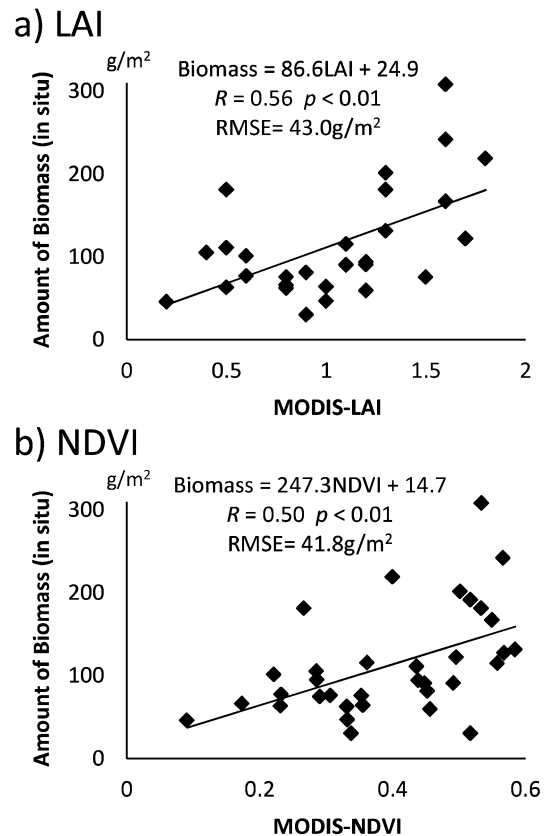 a) LAI
g/m²
Biomass = 86.6LAI + 24.9
R = 0.56 p < 0.01
RMSE= 43.0g/m²
Amount of Biomass (in situ)
300
200
100
0
0 0.5 1 1.5 2
MODIS-LAI
b) NDVI
g/m²
Biomass = 247.3NDVI + 14.7
R = 0.50 p < 0.01
RMSE= 41.8g/m²
Amount of Biomass (in situ)
300
200
100
0
0 0.2 0.4 0.6
MODIS-NDVI